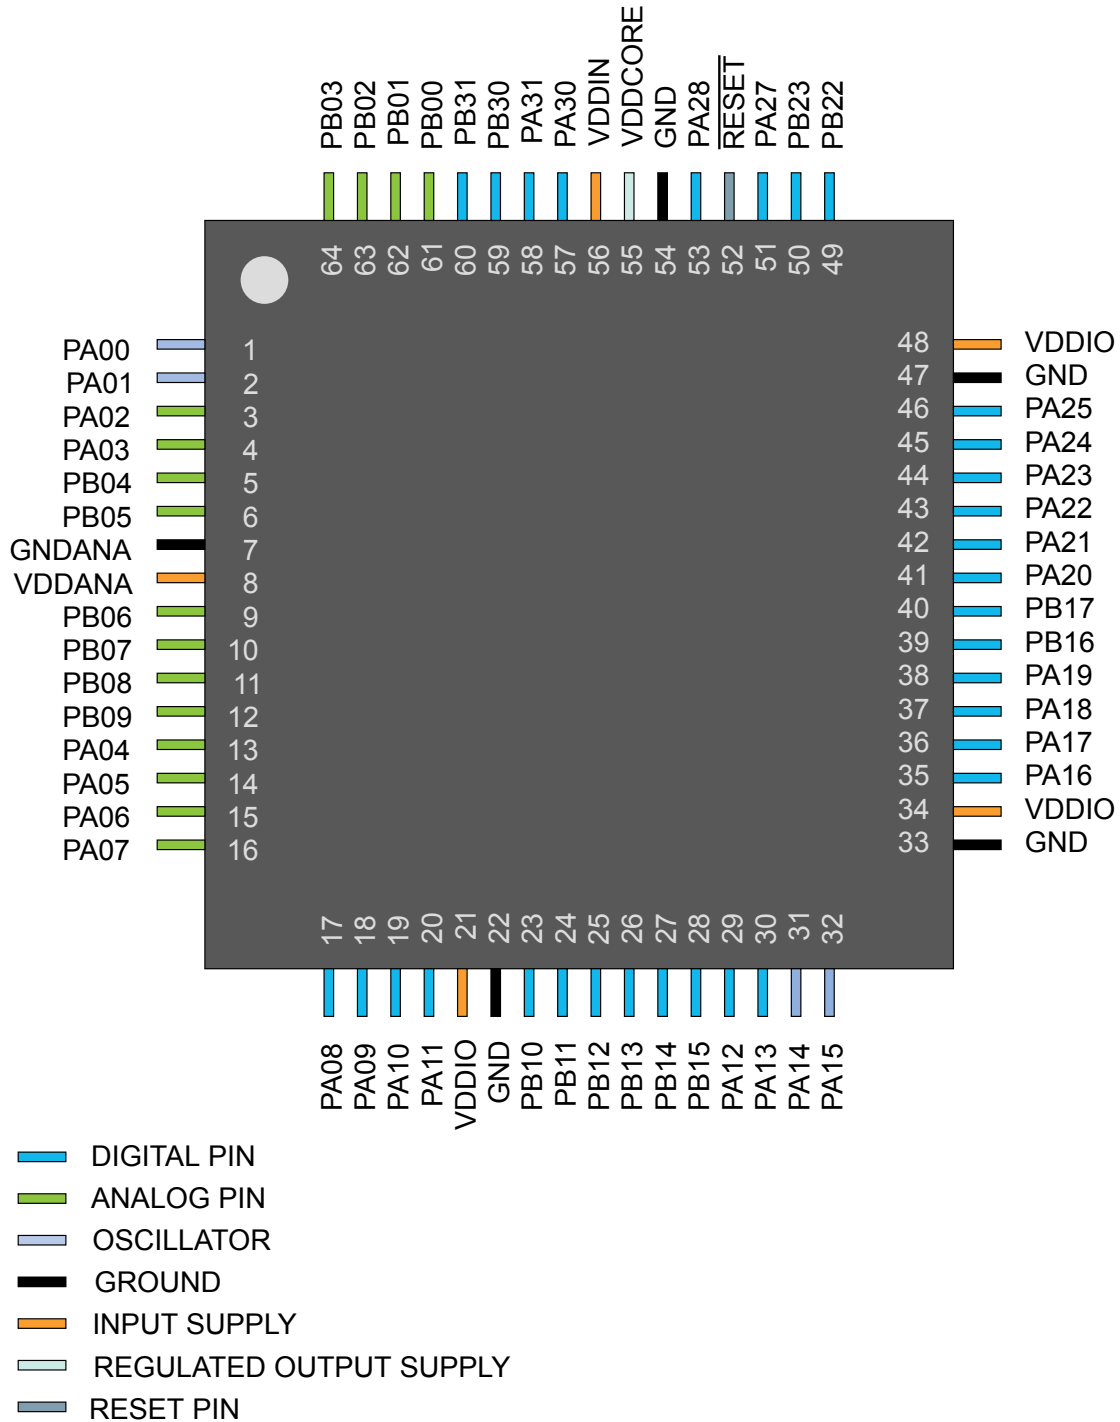 PB03
PB02
PB01
PB00
PB31
PB30
PA31
PA30
VDDIN
VDDCORE
GND
PA28
RESET
PA27
PB23
PB22
64
63
62
61
60
59
58
57
56
55
54
53
52
51
50
49
PA00 1
PA01 2
PA02 3
PA03 4
PB04 5
PB05 6
GNDANA 7
VDDANA 8
PB06 9
PB07 10
PB08 11
PB09 12
PA04 13
PA05 14
PA06 15
PA07 16
48 VDDIO
47 GND
46 PA25
45 PA24
44 PA23
43 PA22
42 PA21
41 PA20
40 PB17
39 PB16
38 PA19
37 PA18
36 PA17
35 PA16
34 VDDIO
33 GND
17
18
19
20
21
22
23
24
25
26
27
28
29
30
31
32
PA08
PA09
PA10
PA11
VDDIO
GND
PB10
PB11
PB12
PB13
PB14
PB15
PA12
PA13
PA14
PA15
DIGITAL PIN
ANALOG PIN
OSCILLATOR
GROUND
INPUT SUPPLY
REGULATED OUTPUT SUPPLY
RESET PIN